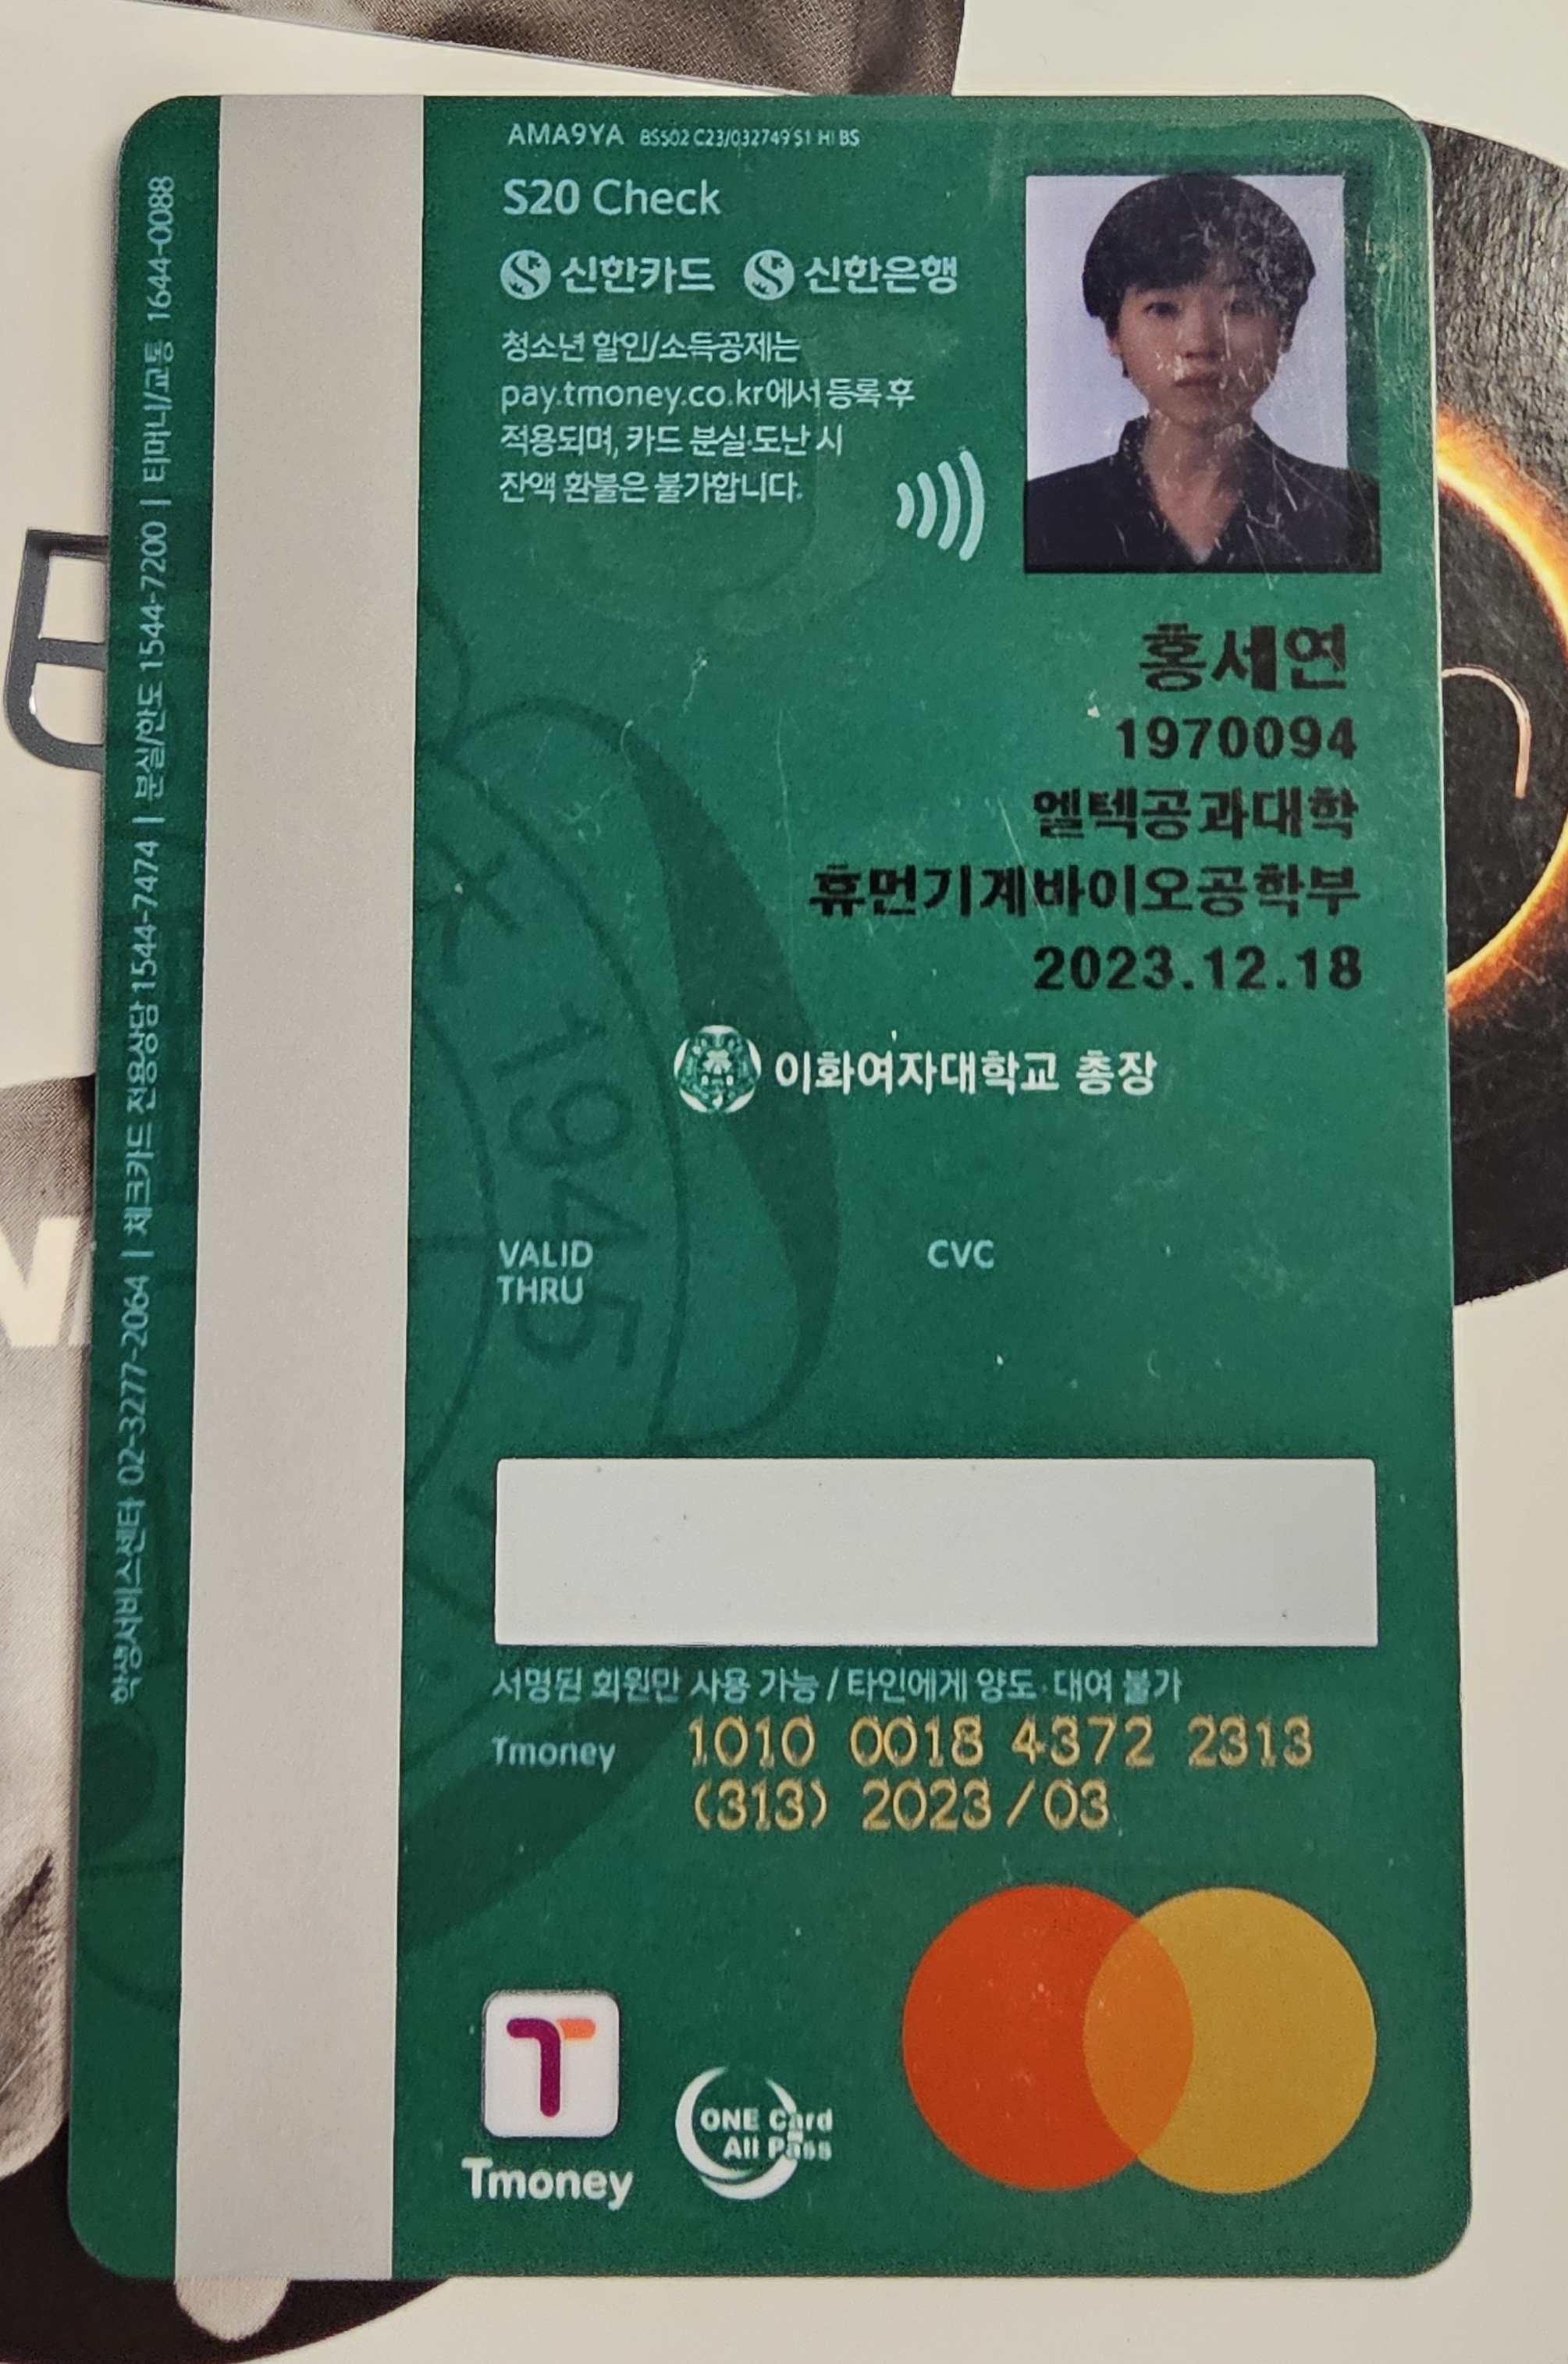 AMA9YA BS502 C23/032749 S1 HI BS
S20 Check
신한카드 신한은행
청소년 할인/소득공제는
pay.tmoney.co.kr에서 등록 후
적용되며, 카드 분실·도난 시
잔액 환불은 불가합니다.
홍세연
1970094
엘텍공과대학
휴먼기계바이오공학부
2023.12.18
이화여자대학교 총장
1945
VALID
THRU
CVC
서명된 회원만 사용 가능 / 타인에게 양도·대여 불가
Tmoney 1010 0018 4372 2313
(313) 2023/03
Tmoney
ONE Card
All Pass
학생서비스센터 02-3277-2064 | 체크카드 전용상담 1544-7474 | 분실/한도 1544-7200 | 티머니/교통 1644-0088